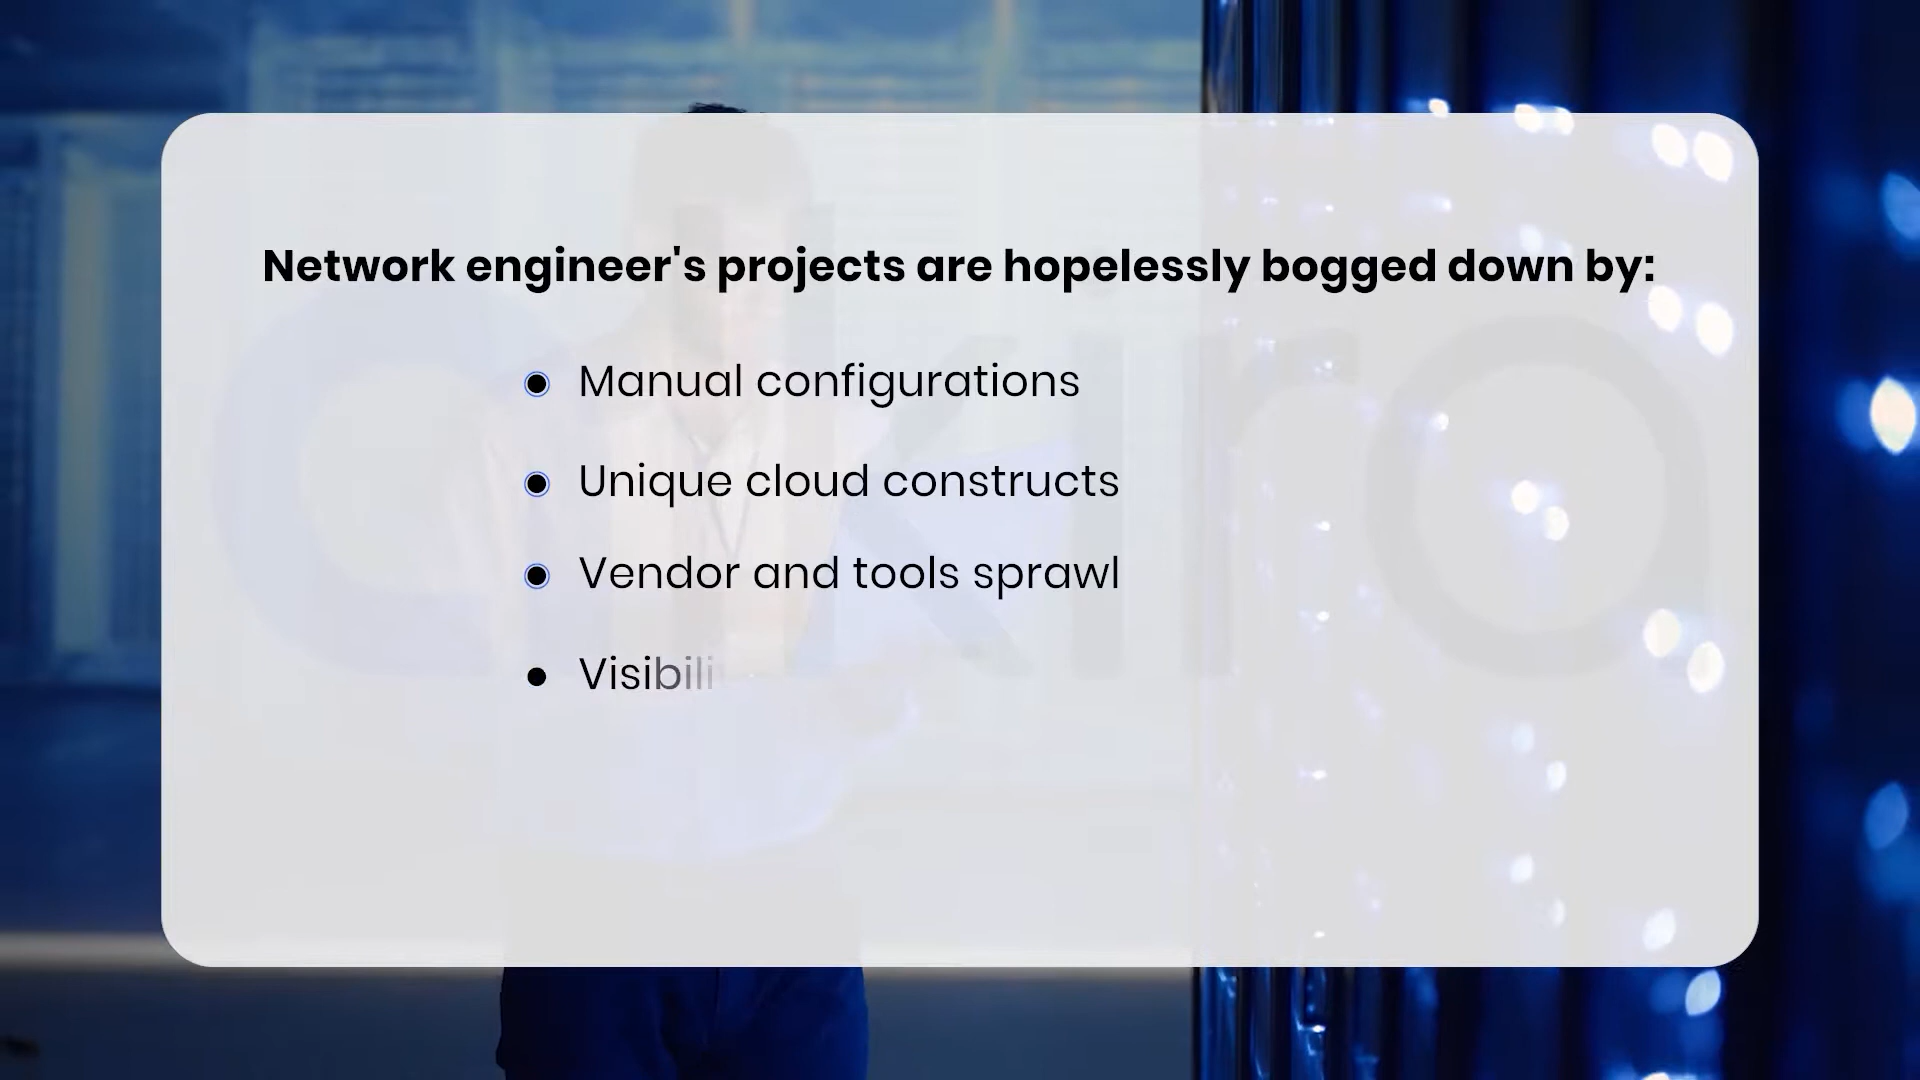 Network engineer's projects are hopelessly bogged down by:
Manual configurations
Unique cloud constructs
Vendor and tools sprawl
Visibili